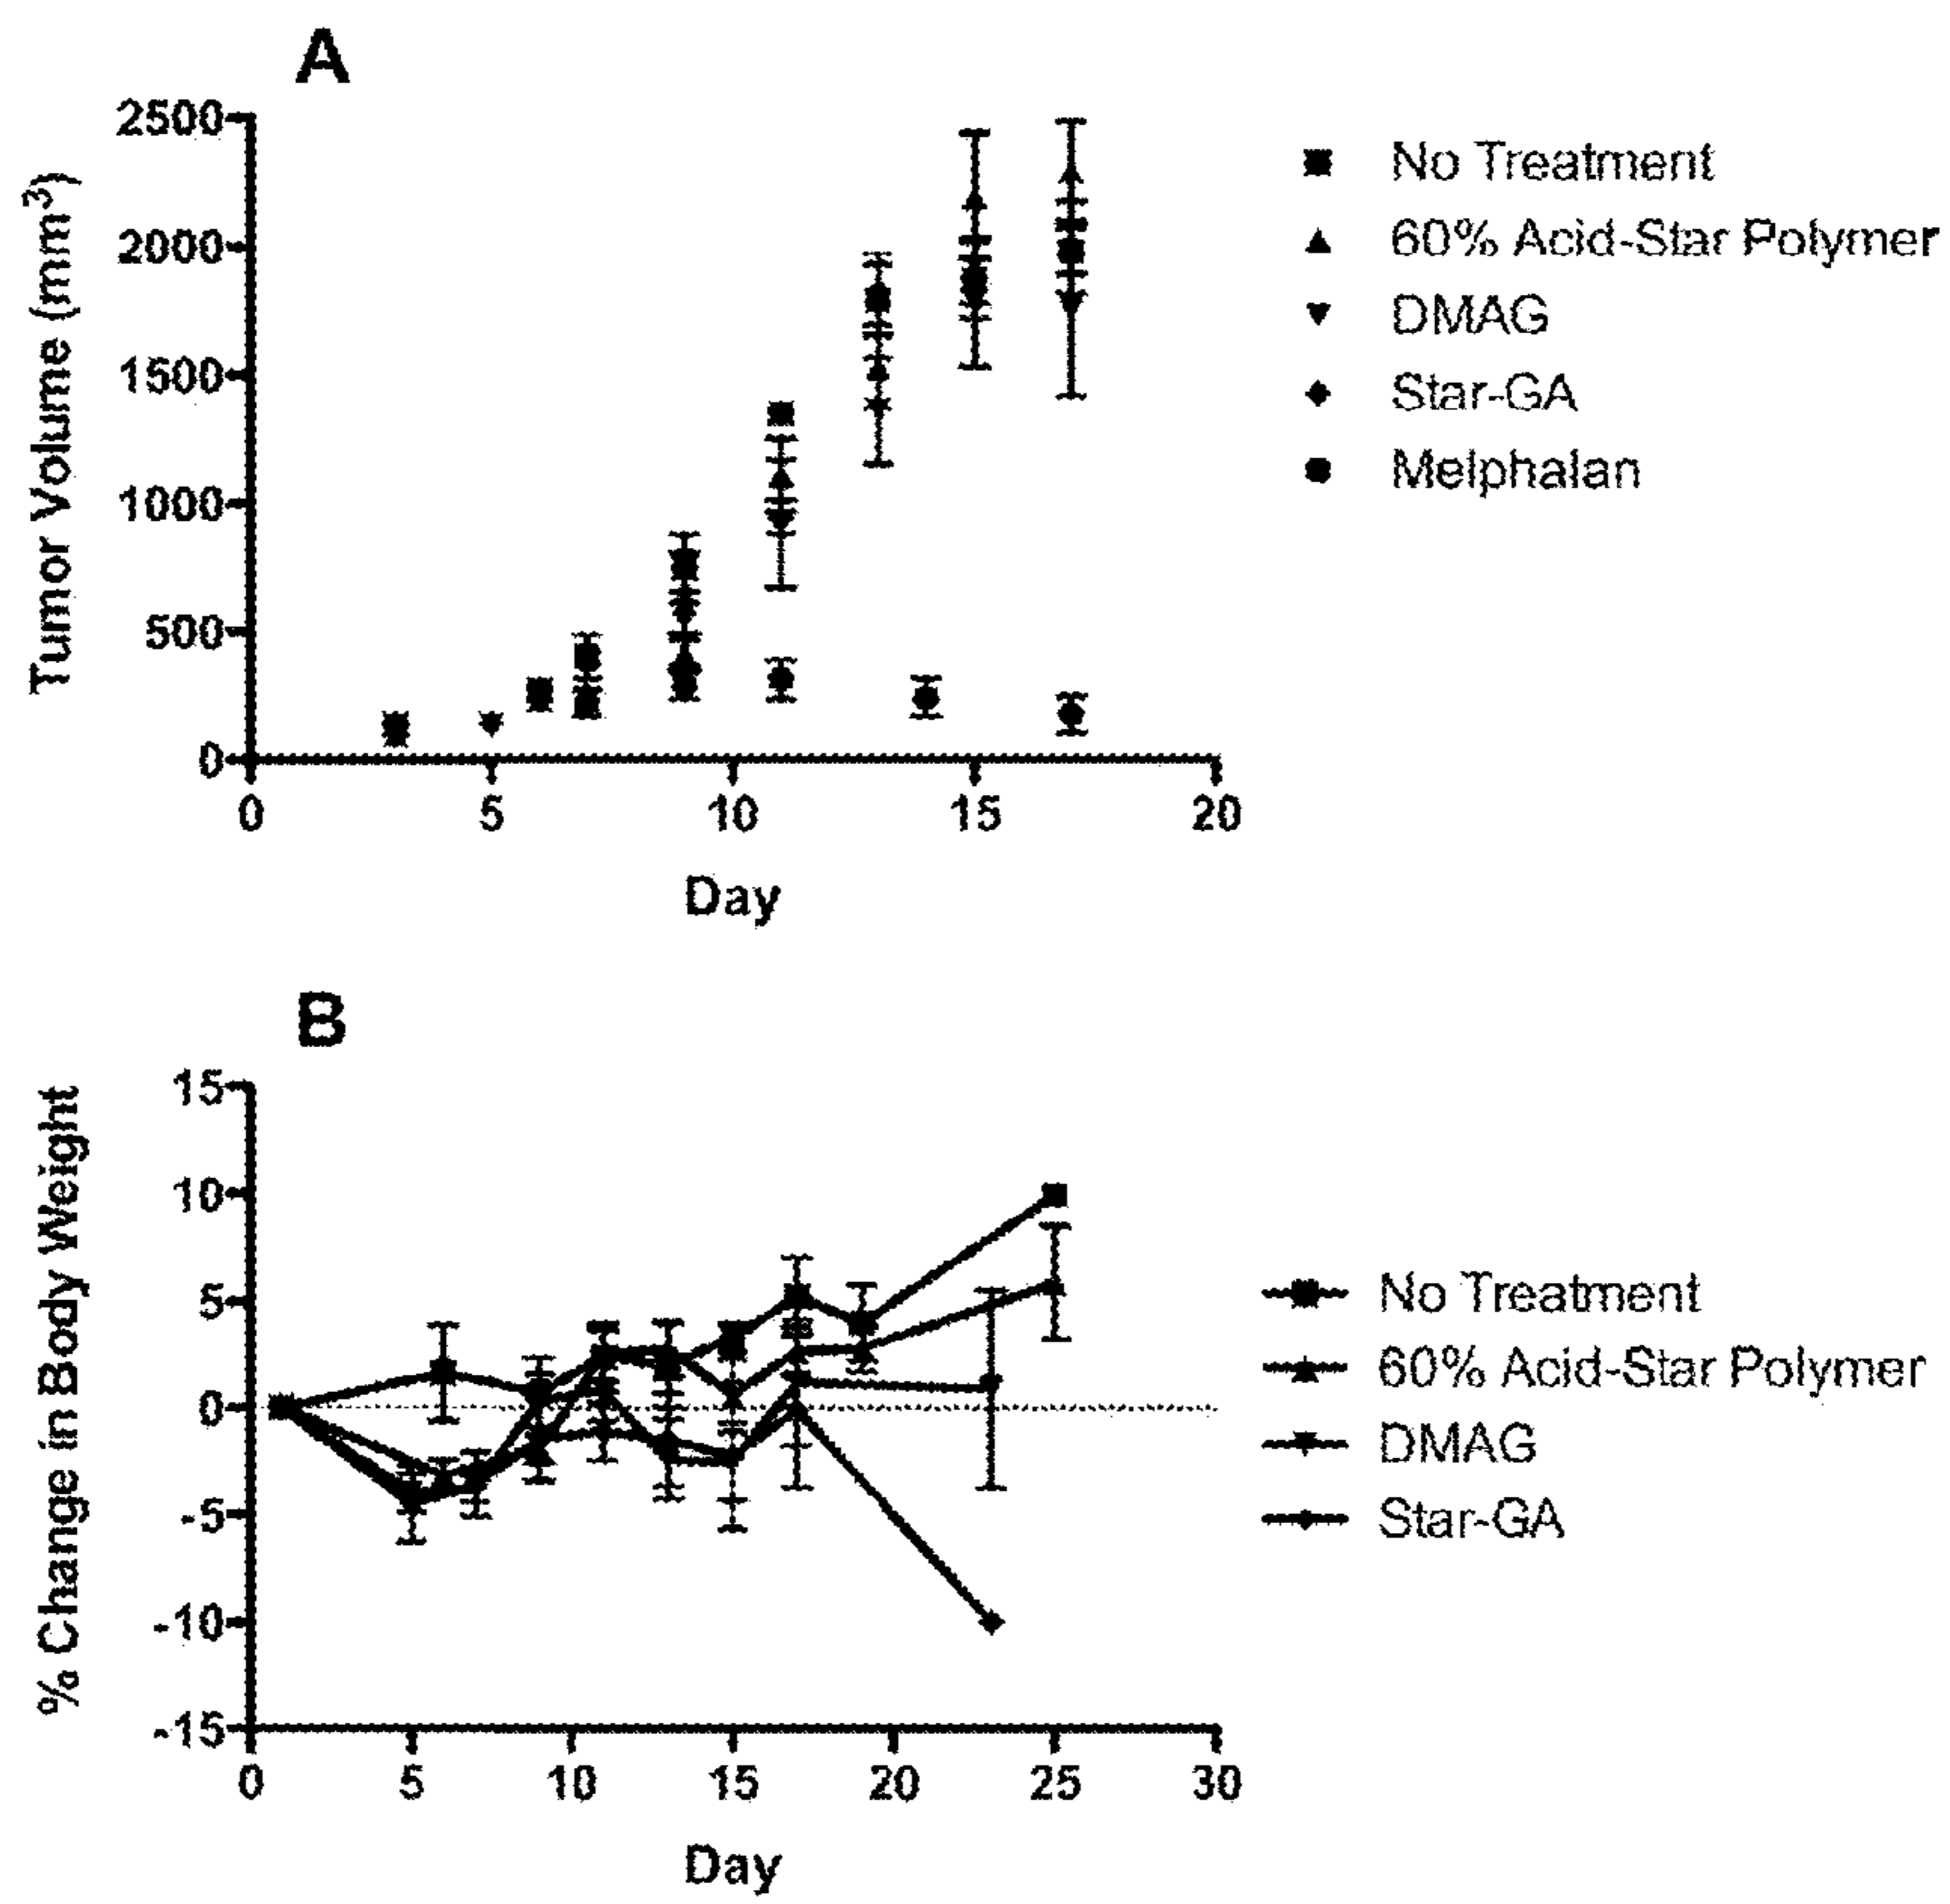 A
2500
2000
1500
1000
500
0
Tumor Volume (mm³)
0 5 10 15 20
Day
No Treatment
60% Acid-Star Polymer
DMAG
Star-GA
Melphalan
B
15
10
5
0
-5
-10
-15
% Change in Body Weight
0 5 10 15 20 25 30
Day
No Treatment
60% Acid-Star Polymer
DMAG
Star-GA